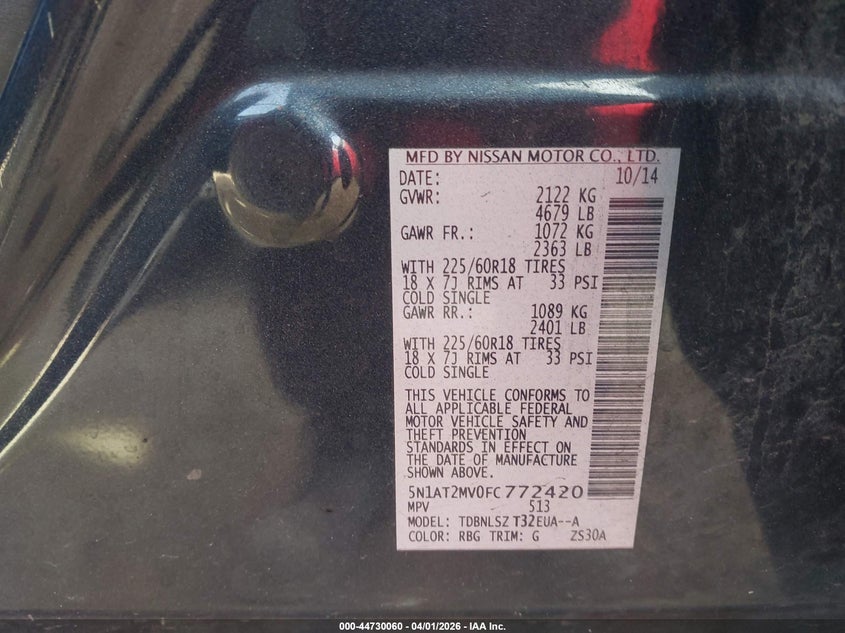 MFD BY NISSAN MOTOR CO., LTD.
DATE: 10/14
GVWR: 2122 KG
4679 LB
GAWR FR.: 1072 KG
2363 LB
WITH 225/60R18 TIRES
18 X 7J RIMS AT 33 PSI
COLD SINGLE
GAWR RR.: 1089 KG
2401 LB
WITH 225/60R18 TIRES
18 X 7J RIMS AT 33 PSI
COLD SINGLE
THIS VEHICLE CONFORMS TO
ALL APPLICABLE FEDERAL
MOTOR VEHICLE SAFETY AND
THEFT PREVENTION
STANDARDS IN EFFECT ON
THE DATE OF MANUFACTURE
SHOWN ABOVE.
5N1AT2MV0FC772420
MPV 513
MODEL: TDBNLSZ T32EUA--A
COLOR: RBG TRIM: G ZS30A
000-44730060 - 04/01/2026 - IAA Inc.